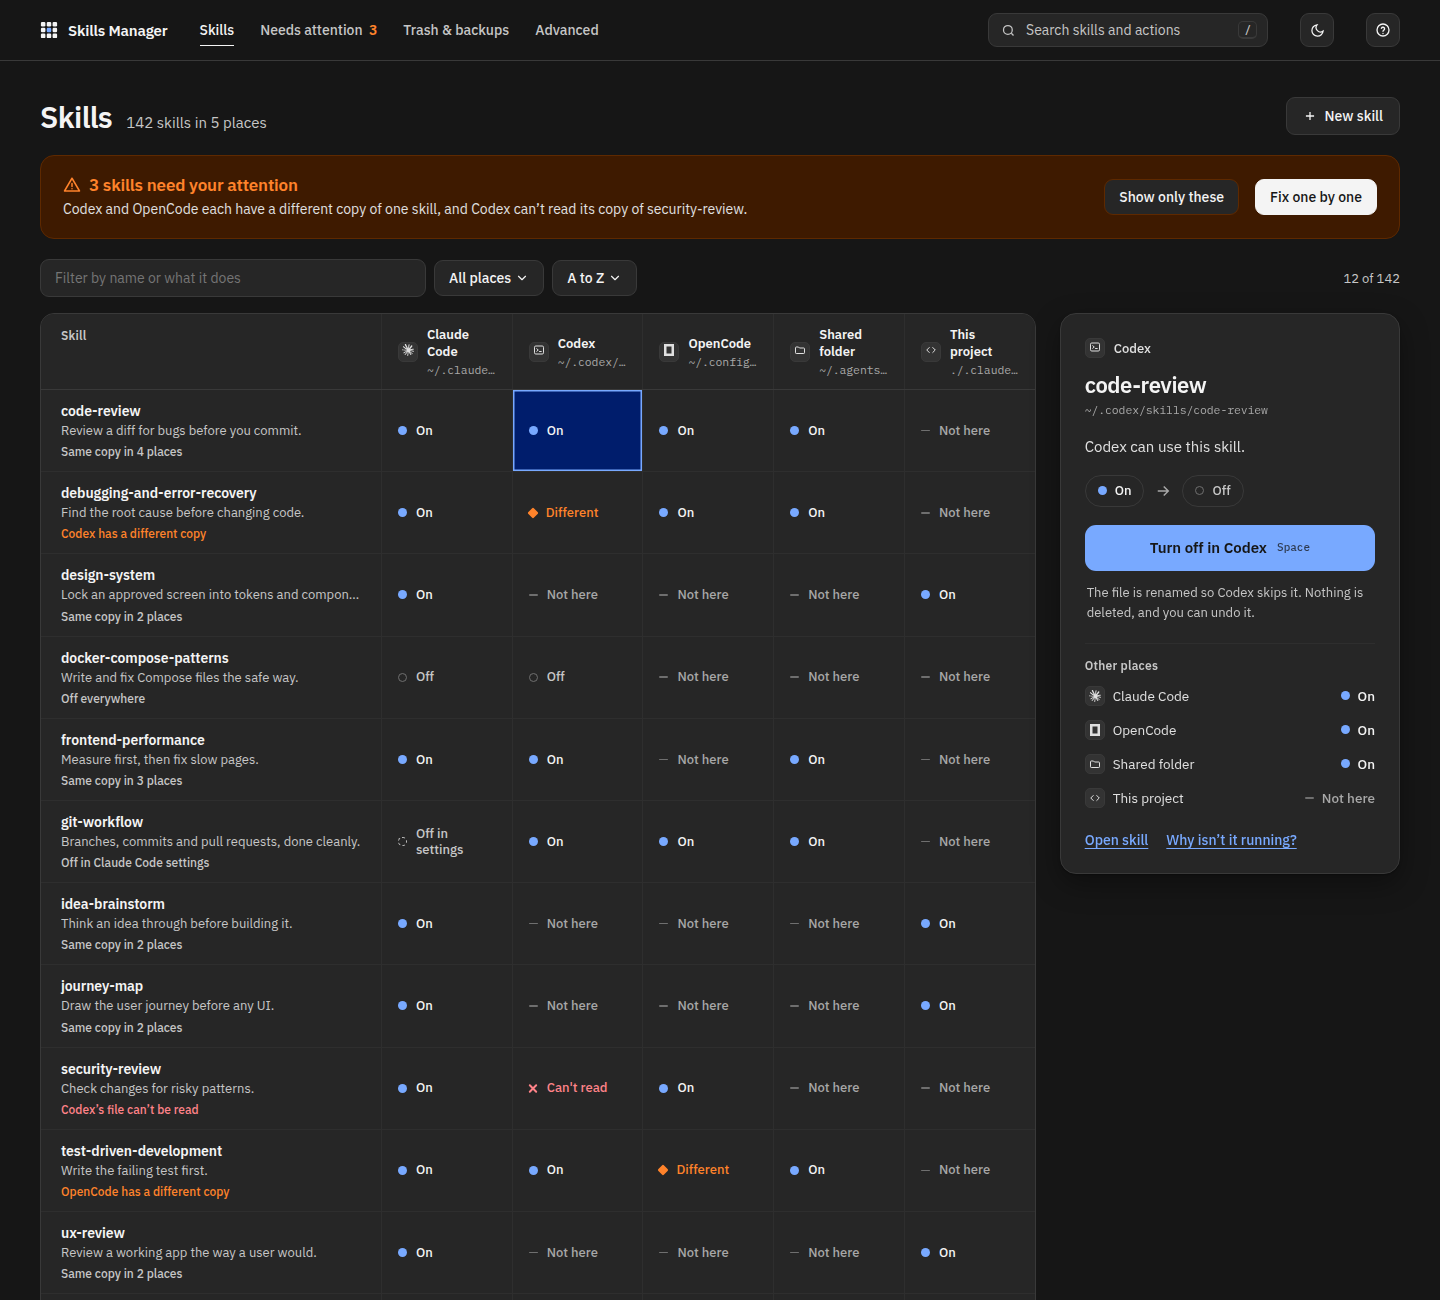 Skills Manager
Skills
Needs attention 3
Trash & backups
Advanced
Search skills and actions /
Skills
142 skills in 5 places
+ New skill
3 skills need your attention
Codex and OpenCode each have a different copy of one skill, and Codex can’t read its copy of security-review.
Show only these
Fix one by one
Filter by name or what it does
All places
A to Z
12 of 142
Skill
Claude Code
~/.claude…
Codex
~/.codex/…
OpenCode
~/.config…
Shared folder
~/.agents…
This project
./.claude…
code-review
Review a diff for bugs before you commit.
Same copy in 4 places
On
On
On
On
Not here
debugging-and-error-recovery
Find the root cause before changing code.
Codex has a different copy
On
Different
On
On
Not here
design-system
Lock an approved screen into tokens and compon…
Same copy in 2 places
On
Not here
Not here
Not here
On
docker-compose-patterns
Write and fix Compose files the safe way.
Off everywhere
Off
Off
Not here
Not here
Not here
frontend-performance
Measure first, then fix slow pages.
Same copy in 3 places
On
On
Not here
On
Not here
git-workflow
Branches, commits and pull requests, done cleanly.
Off in Claude Code settings
Off in settings
On
On
On
Not here
idea-brainstorm
Think an idea through before building it.
Same copy in 2 places
On
Not here
Not here
Not here
On
journey-map
Draw the user journey before any UI.
Same copy in 2 places
On
Not here
Not here
Not here
On
security-review
Check changes for risky patterns.
Codex’s file can’t be read
On
Can't read
On
Not here
Not here
test-driven-development
Write the failing test first.
OpenCode has a different copy
On
On
Different
On
Not here
ux-review
Review a working app the way a user would.
Same copy in 2 places
On
Not here
Not here
Not here
On
Codex
code-review
~/.codex/skills/code-review
Codex can use this skill.
On → Off
Turn off in Codex Space
The file is renamed so Codex skips it. Nothing is
deleted, and you can undo it.
Other places
Claude Code On
OpenCode On
Shared folder On
This project Not here
Open skill
Why isn’t it running?